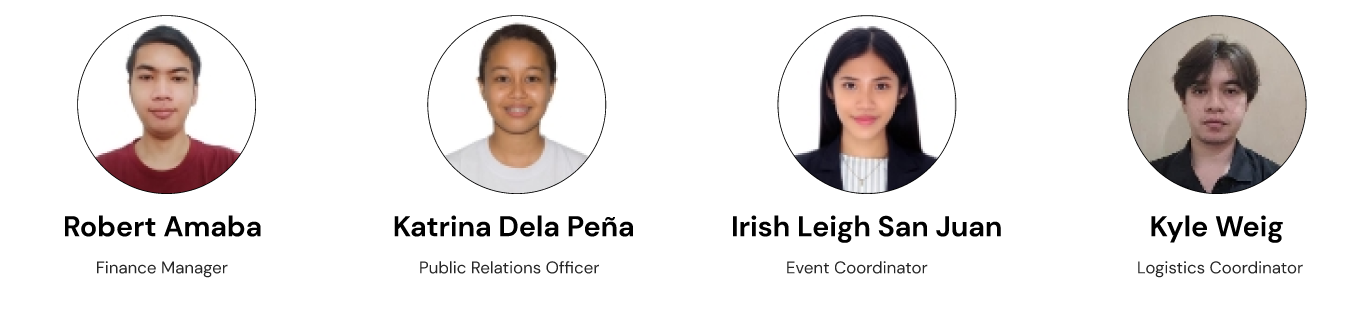 Robert Amaba
Finance Manager
Katrina Dela Peña
Public Relations Officer
Irish Leigh San Juan
Event Coordinator
Kyle Weig
Logistics Coordinator